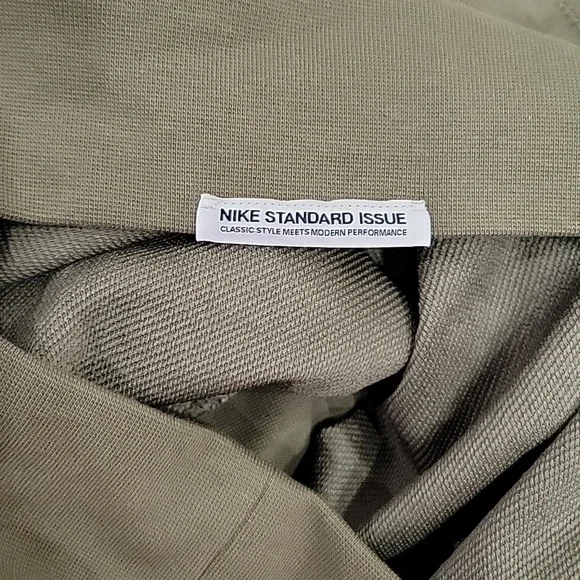 NIKE STANDARD ISSUE
CLASSIC STYLE MEETS MODERN PERFORMANCE